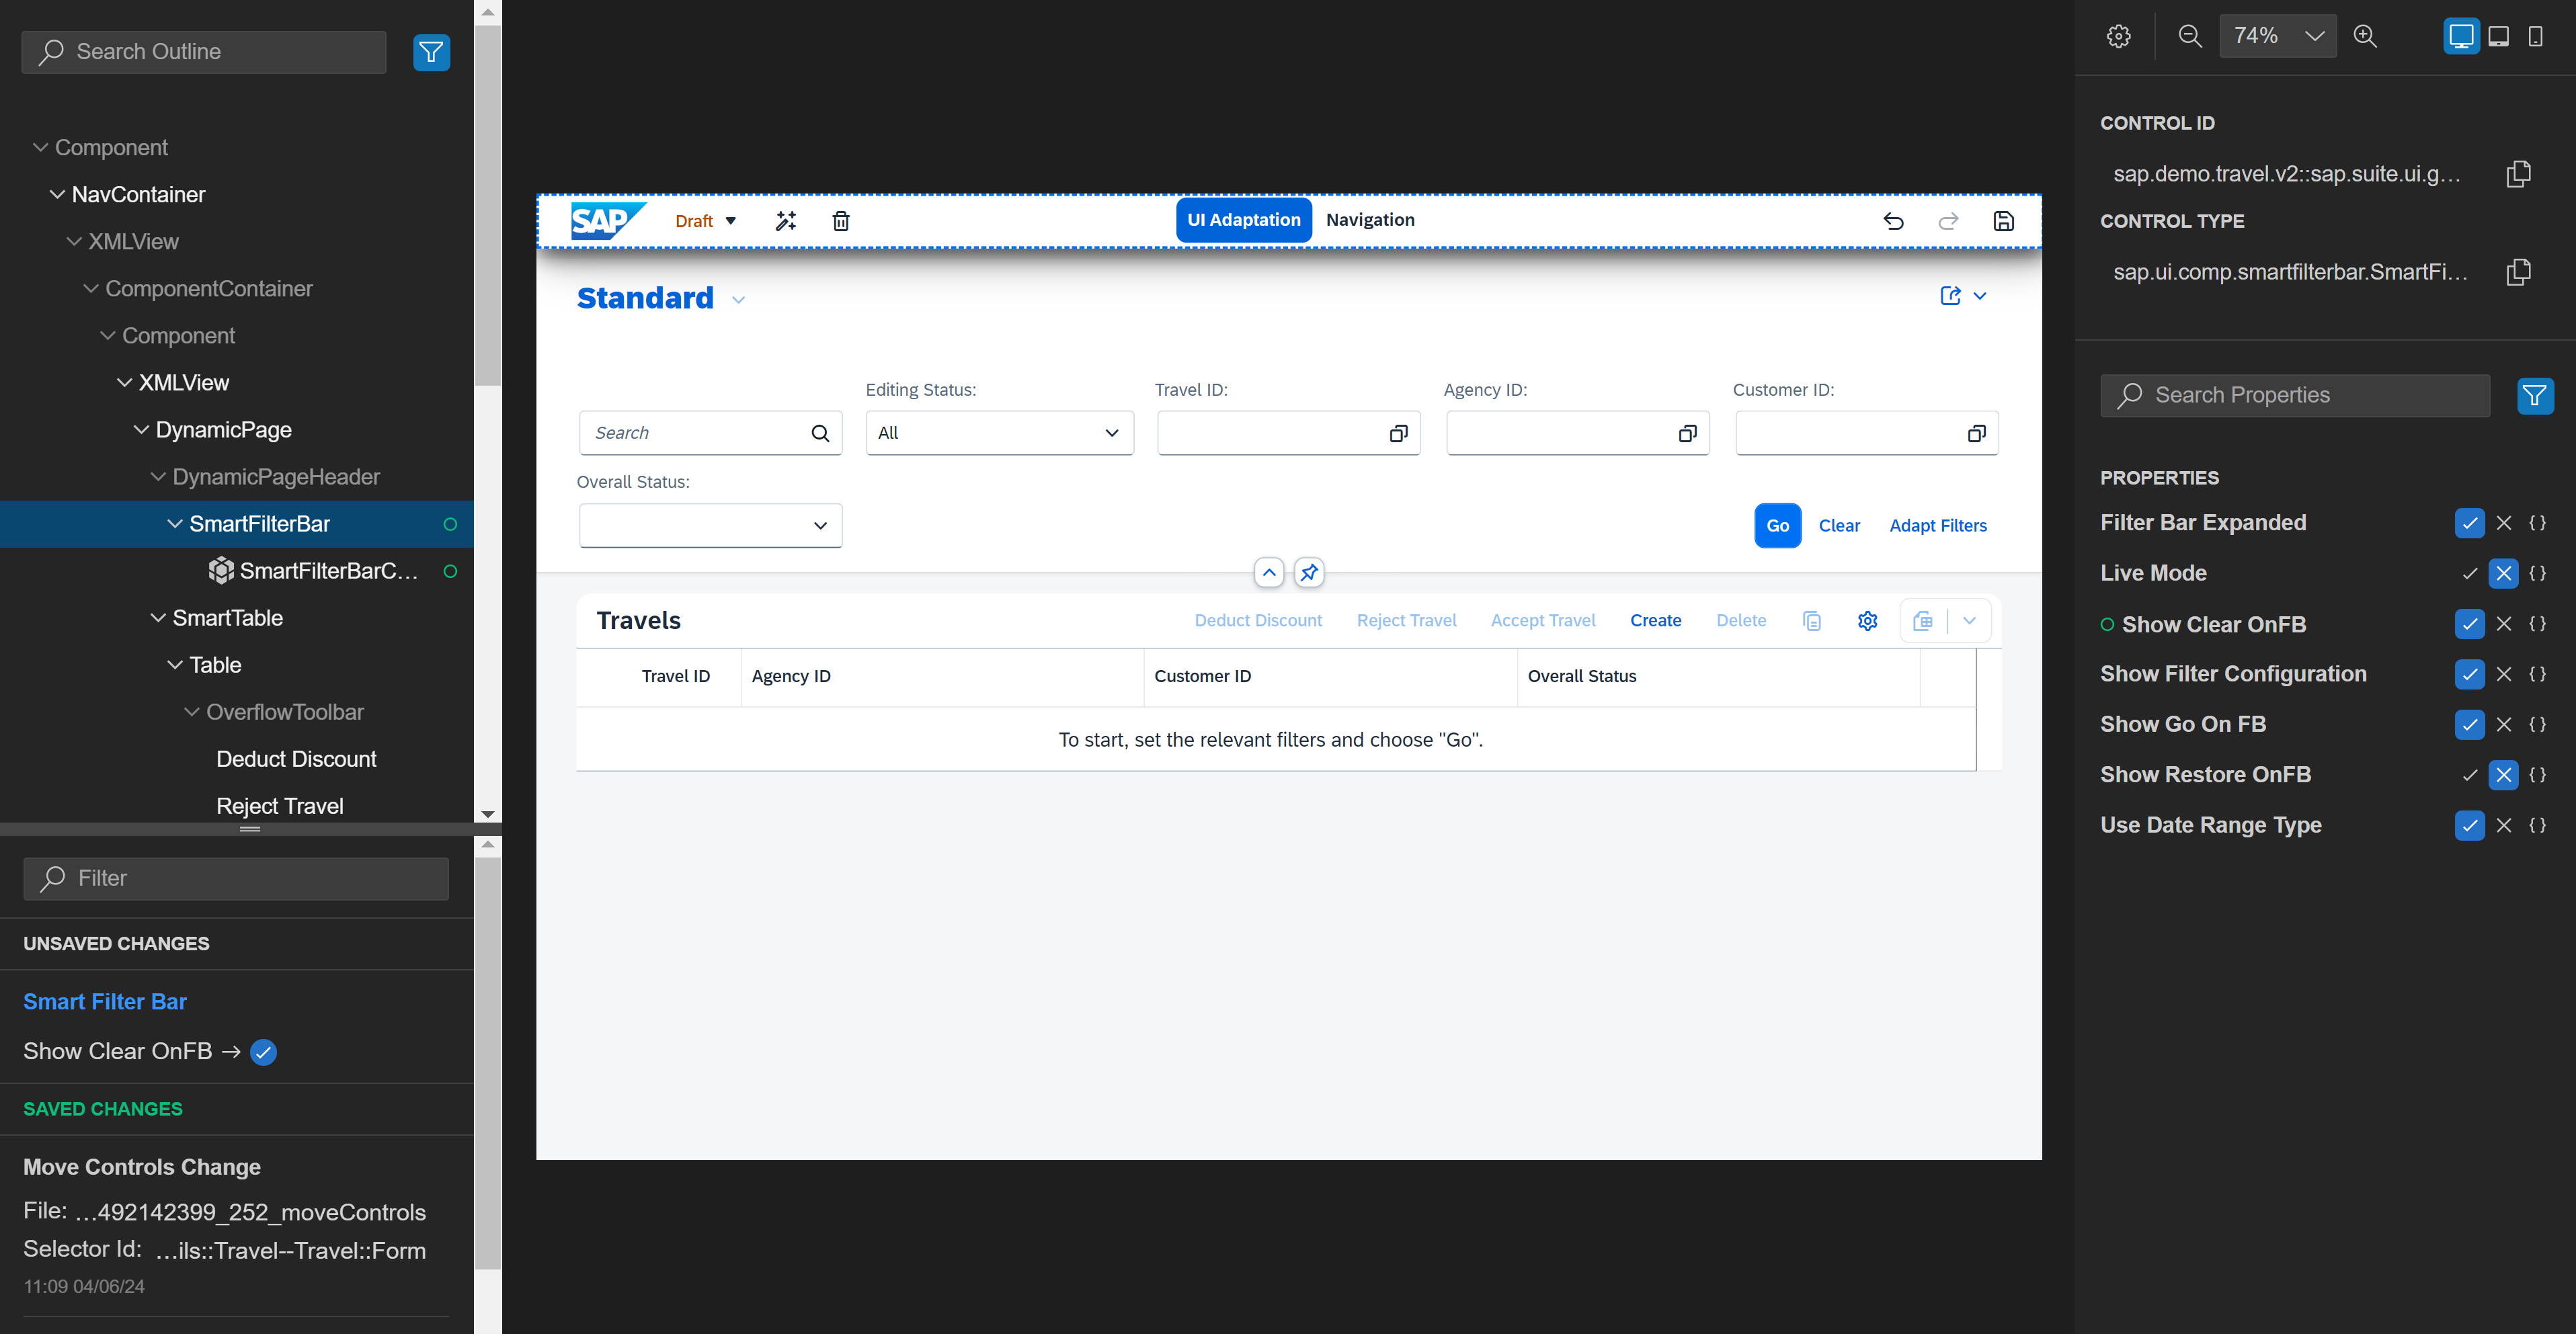 Search Outline
Component
NavContainer
XMLView
ComponentContainer
Component
XMLView
DynamicPage
DynamicPageHeader
SmartFilterBar
SmartFilterBarC...
SmartTable
Table
OverflowToolbar
Deduct Discount
Reject Travel
Filter
UNSAVED CHANGES
Smart Filter Bar
Show Clear OnFB →
SAVED CHANGES
Move Controls Change
File: ...492142399_252_moveControls
Selector Id: ...ils::Travel--Travel::Form
11:09 04/06/24
SAP Draft UI Adaptation Navigation
Standard
Editing Status: Travel ID: Agency ID: Customer ID:
Search All
Overall Status:
Go Clear Adapt Filters
Travels Deduct Discount Reject Travel Accept Travel Create Delete
Travel ID Agency ID Customer ID Overall Status
To start, set the relevant filters and choose "Go".
74%
CONTROL ID
sap.demo.travel.v2::sap.suite.ui.g...
CONTROL TYPE
sap.ui.comp.smartfilterbar.SmartFi...
Search Properties
PROPERTIES
Filter Bar Expanded { }
Live Mode { }
Show Clear OnFB { }
Show Filter Configuration { }
Show Go On FB { }
Show Restore OnFB { }
Use Date Range Type { }